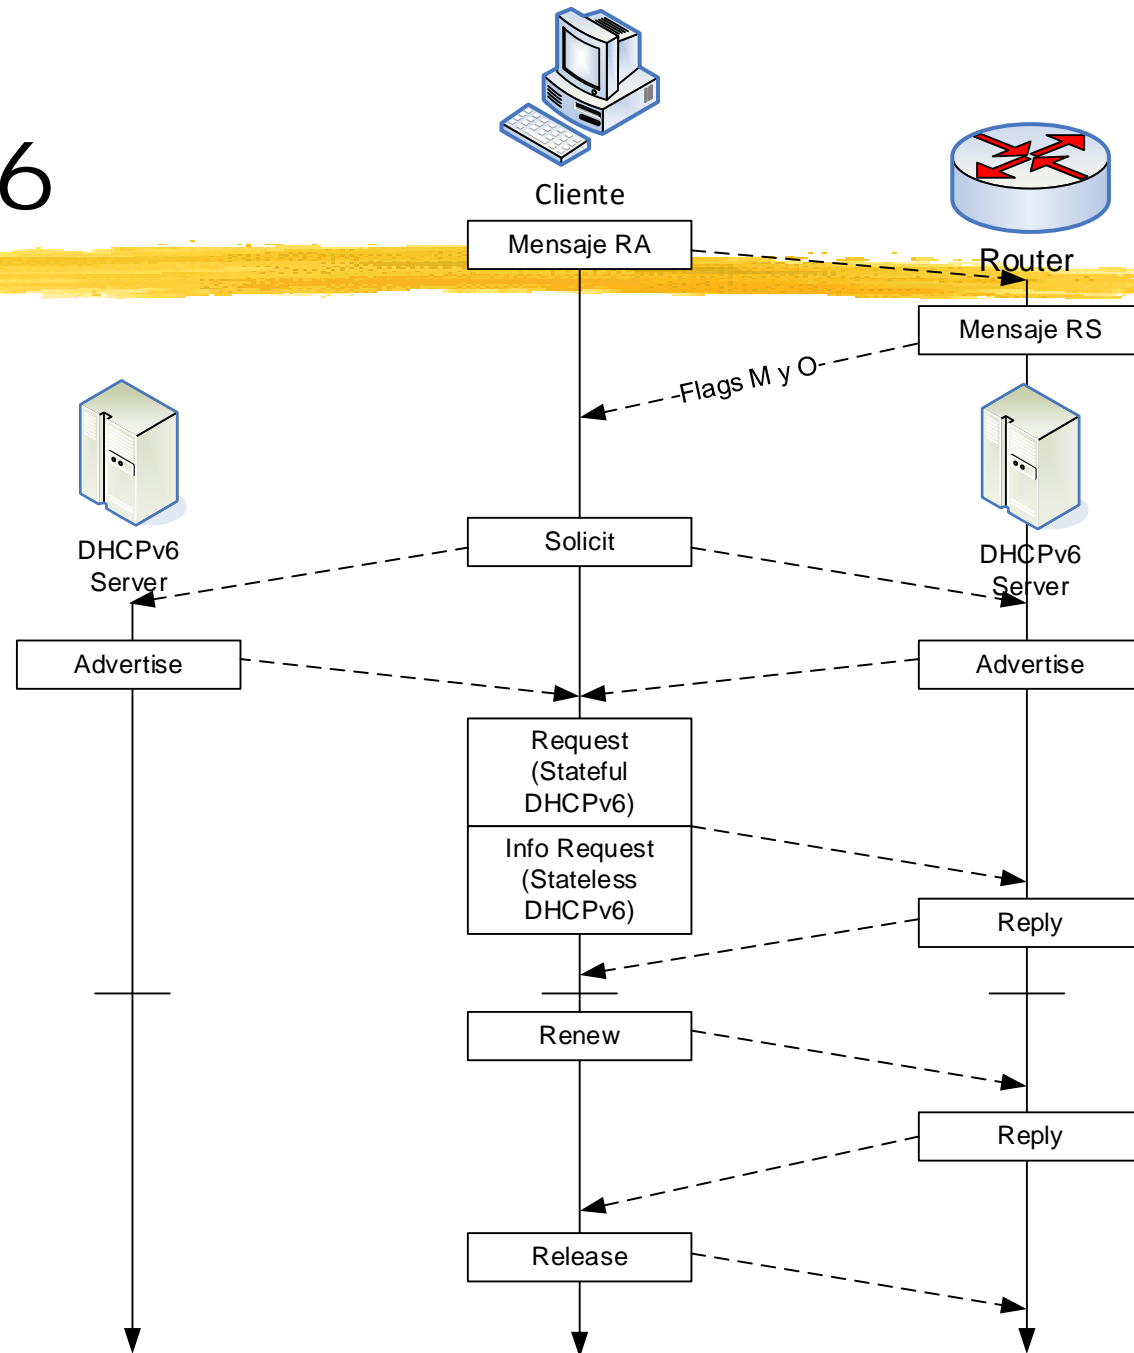 6
Cliente
Mensaje RA
Router
Mensaje RS
Flags M y O
DHCPv6
Server
DHCPv6
Server
Solicit
Advertise
Advertise
Request
(Stateful
DHCPv6)
Info Request
(Stateless
DHCPv6)
Reply
Renew
Reply
Release